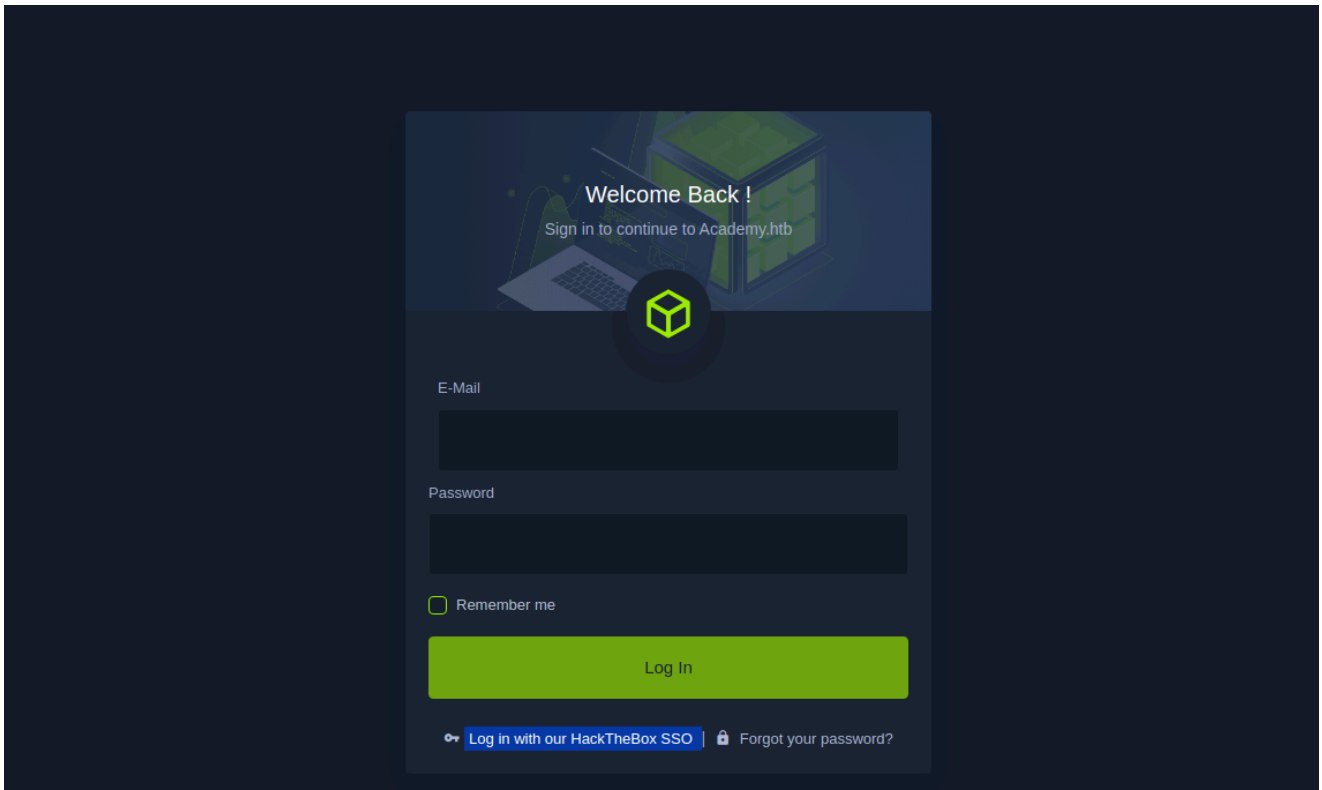 Welcome Back !
Sign in to continue to Academy.htb
E-Mail
Password
Remember me
Log In
Log in with our HackTheBox SSO | Forgot your password?